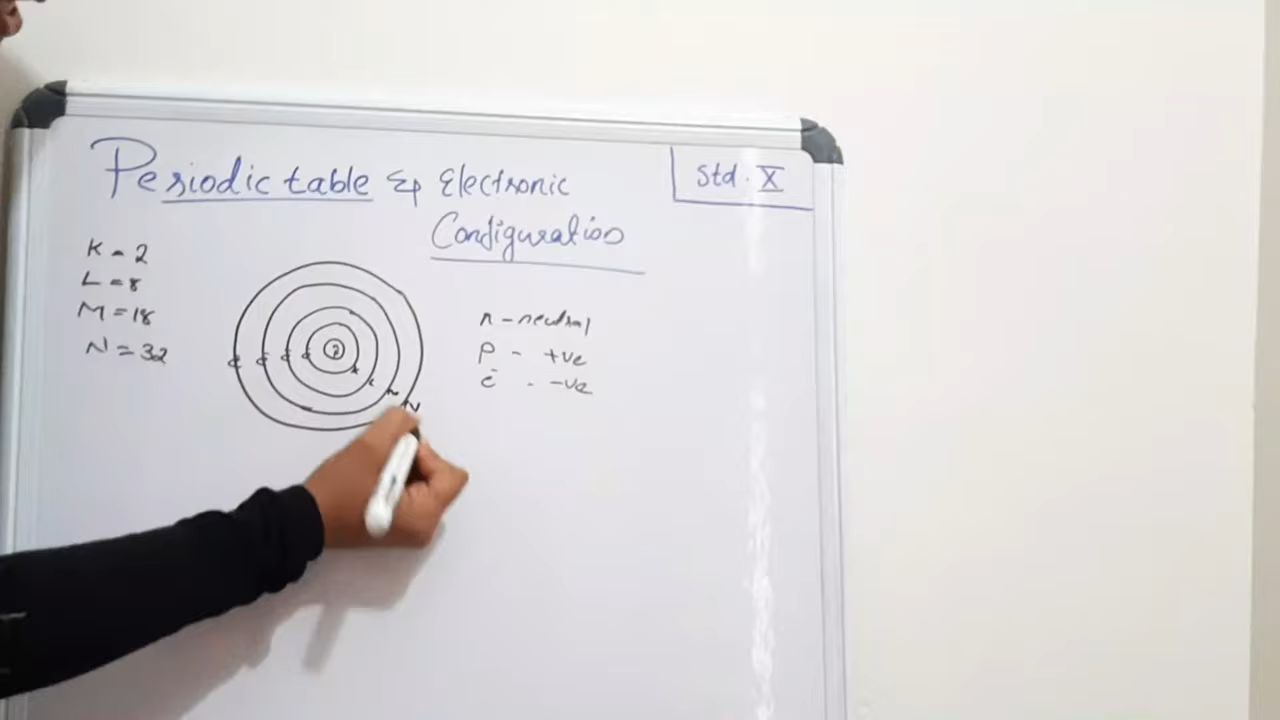 Periodic table & Electronic
Configuration
Std. X
K = 2
L = 8
M = 18
N = 32
n - neutral
P - +ve
e̅ - -ve
P
e e e e
K L M N